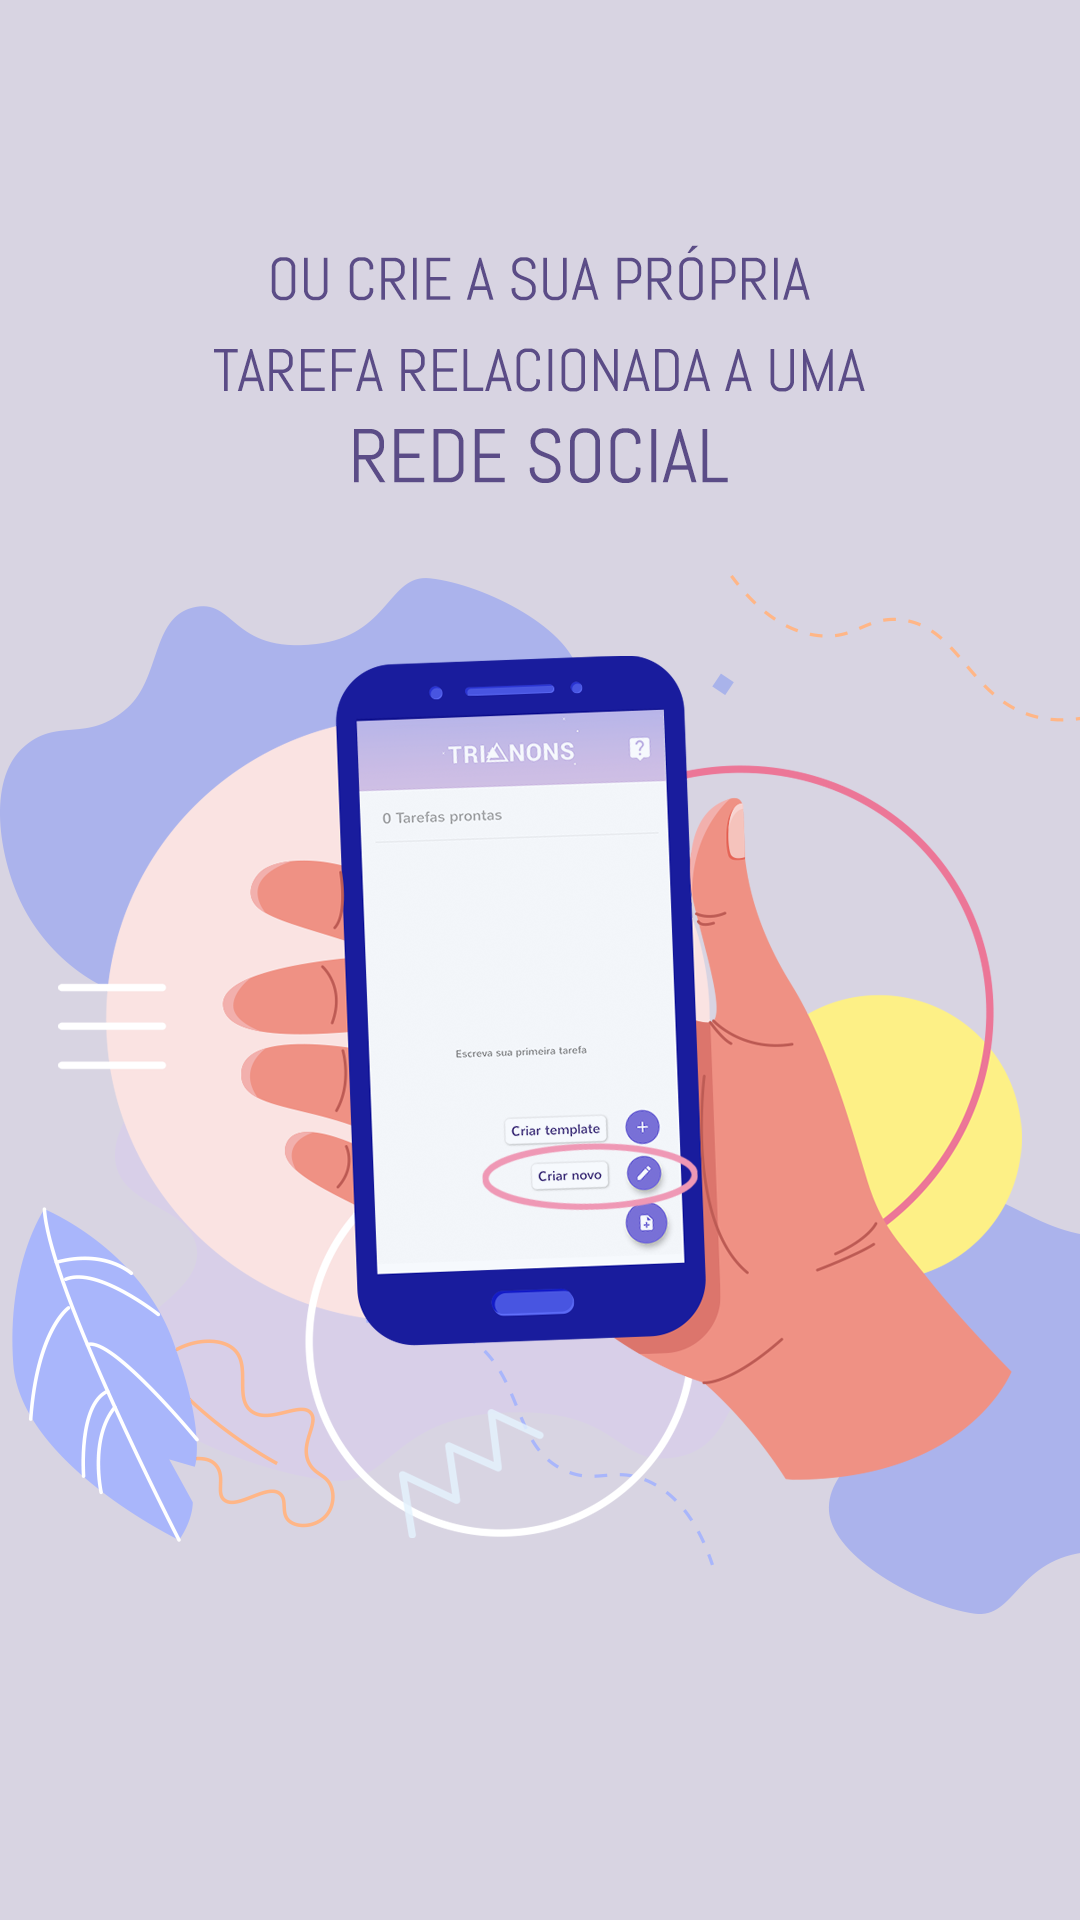 OU CRIE A SUA PRÓPRIA
TAREFA RELACIONADA A UMA
REDE SOCIAL
TRIANONS
0 Tarefas prontas
Escreva sua primeira tarefa
Criar template
Criar novo